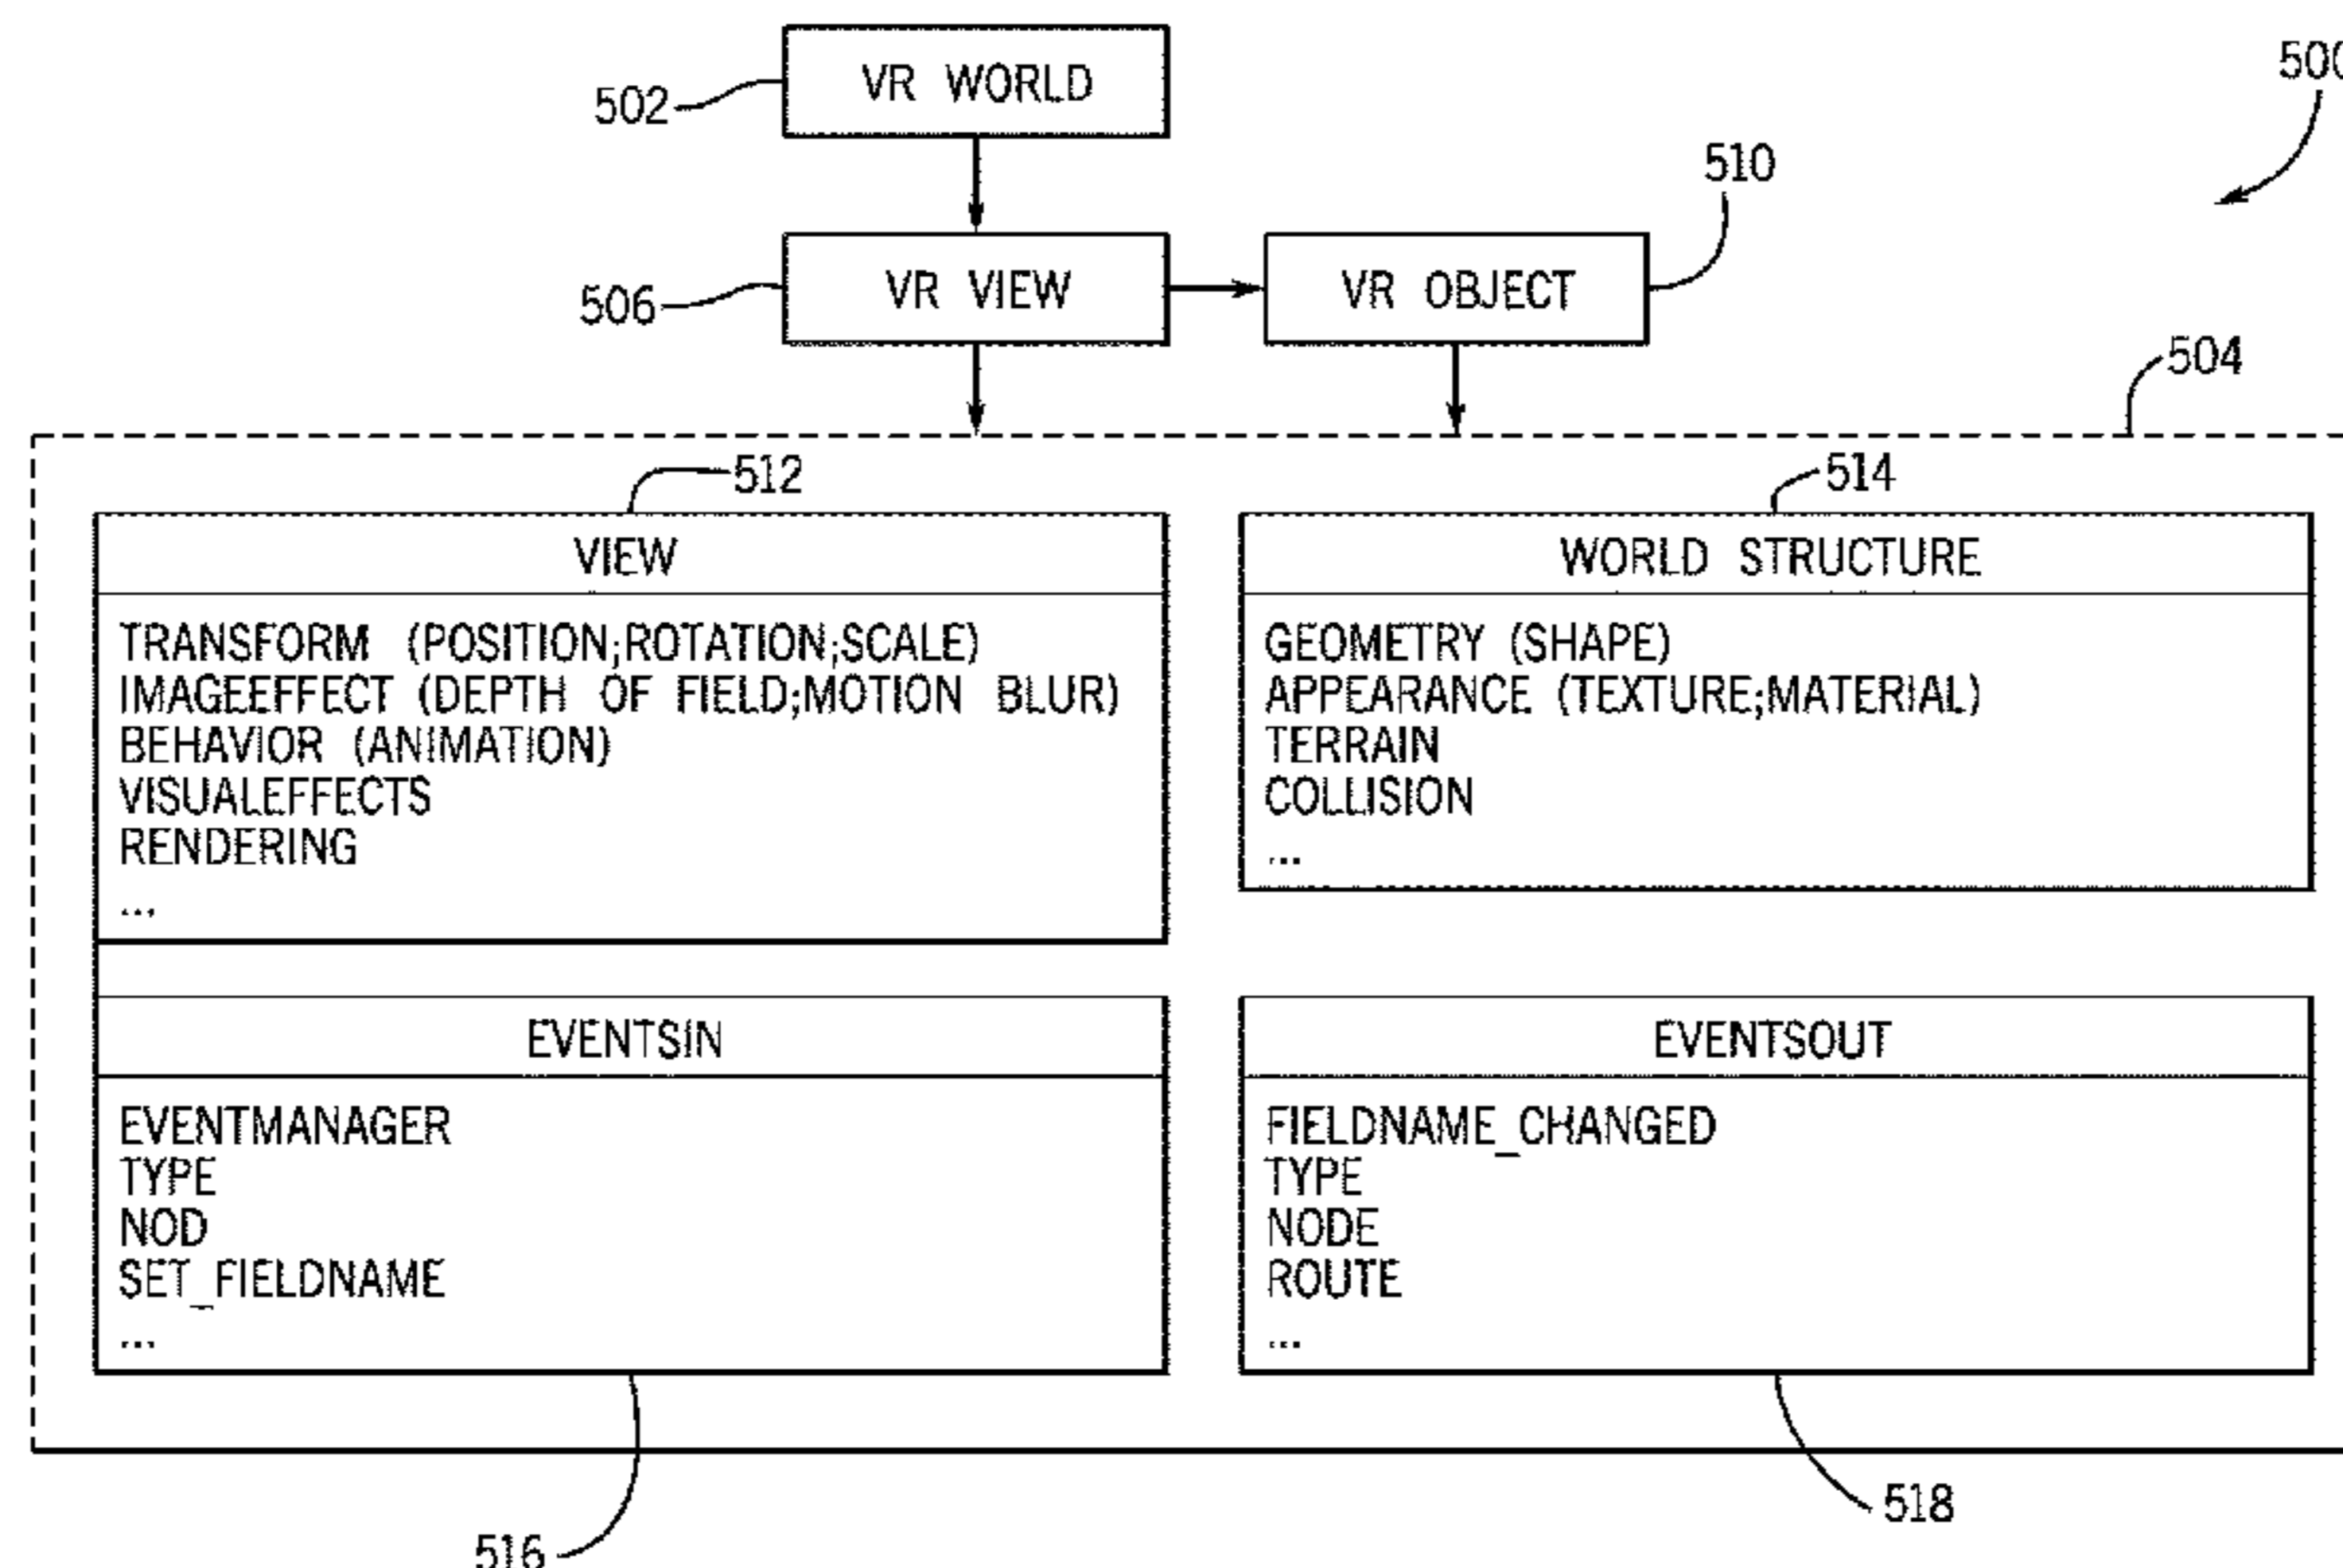 VR WORLD
502
510
VR VIEW
VR OBJECT
506
504
512
514
VIEW
TRANSFORM (POSITION;ROTATION;SCALE)
IMAGEEFFECT (DEPTH OF FIELD;MOTION BLUR)
BEHAVIOR (ANIMATION)
VISUALEFFECTS
RENDERING
...
WORLD STRUCTURE
GEOMETRY (SHAPE)
APPEARANCE (TEXTURE;MATERIAL)
TERRAIN
COLLISION
...
EVENTSIN
EVENTMANAGER
TYPE
NOD
SET_FIELDNAME
...
EVENTSOUT
FIELDNAME_CHANGED
TYPE
NODE
ROUTE
...
518
516